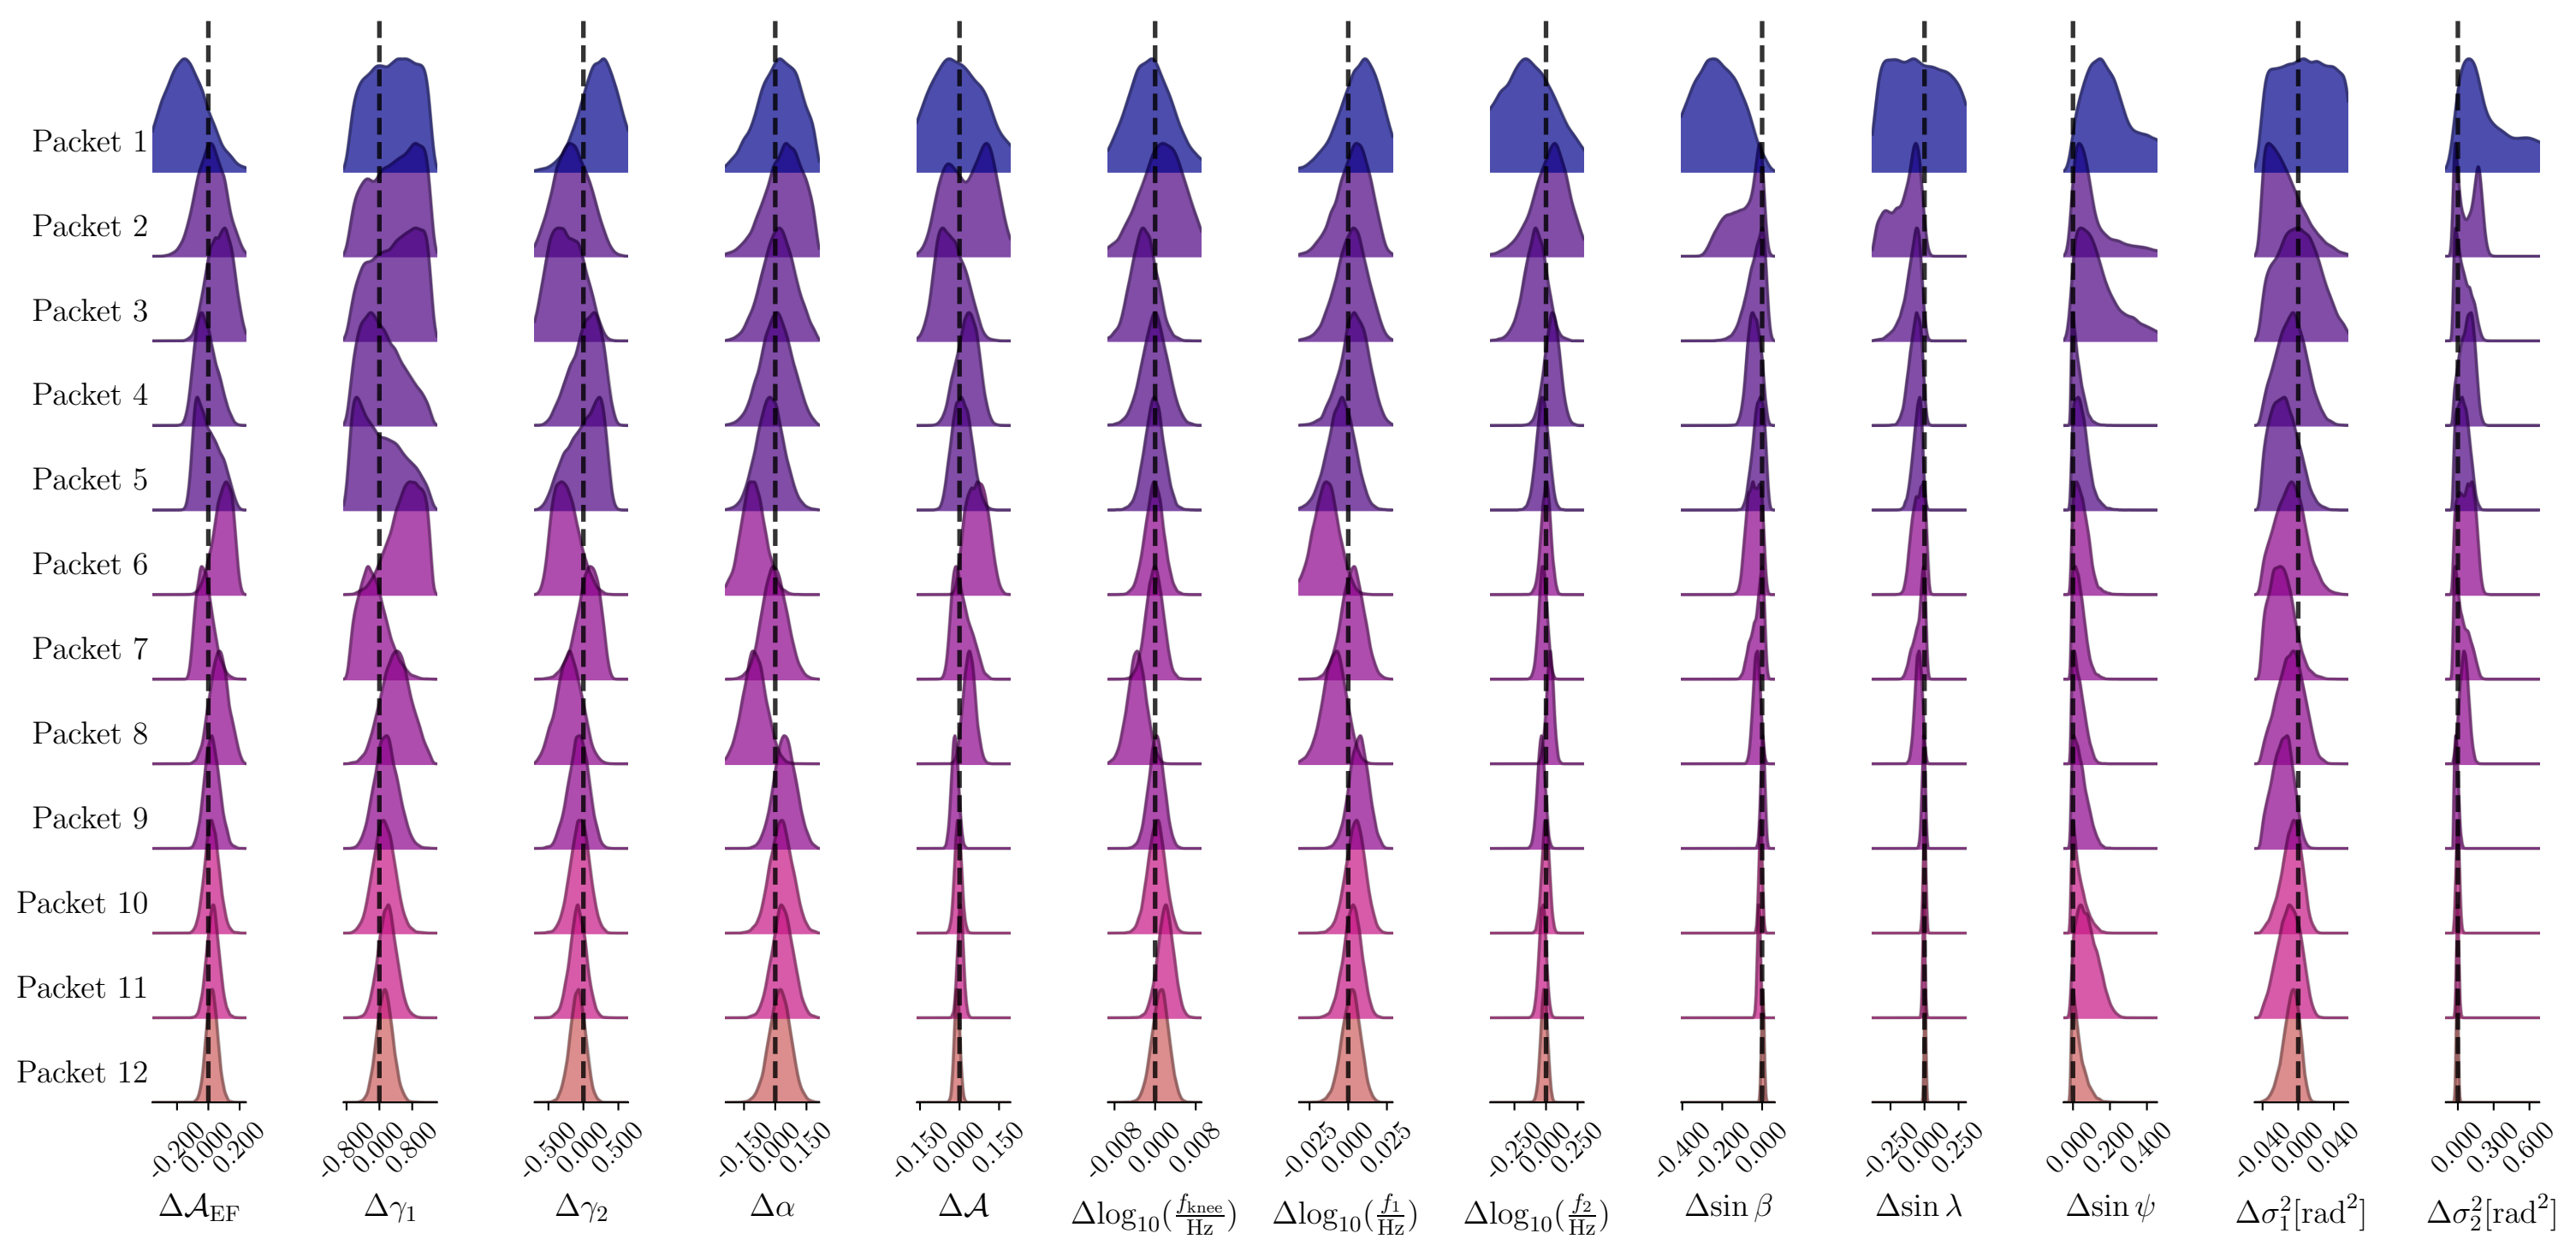 Packet 1
Packet 2
Packet 3
Packet 4
Packet 5
Packet 6
Packet 7
Packet 8
Packet 9
Packet 10
Packet 11
Packet 12
-0.200 0.000 0.200 -0.800 0.000 0.800 -0.500 0.000 0.500 -0.150 0.000 0.150 -0.150 0.000 0.150 -0.008 0.000 0.008 -0.025 0.000 0.025 -0.250 0.000 0.250 -0.400 -0.200 0.000 -0.250 0.000 0.250 0.000 0.200 0.400 -0.040 0.000 0.040 0.000 0.300 0.600
Δ𝒜_EF Δγ₁ Δγ₂ Δα Δ𝒜 Δlog₁₀(f_knee/Hz) Δlog₁₀(f₁/Hz) Δlog₁₀(f₂/Hz) Δsin β Δsin λ Δsin ψ Δσ₁²[rad²] Δσ₂²[rad²]